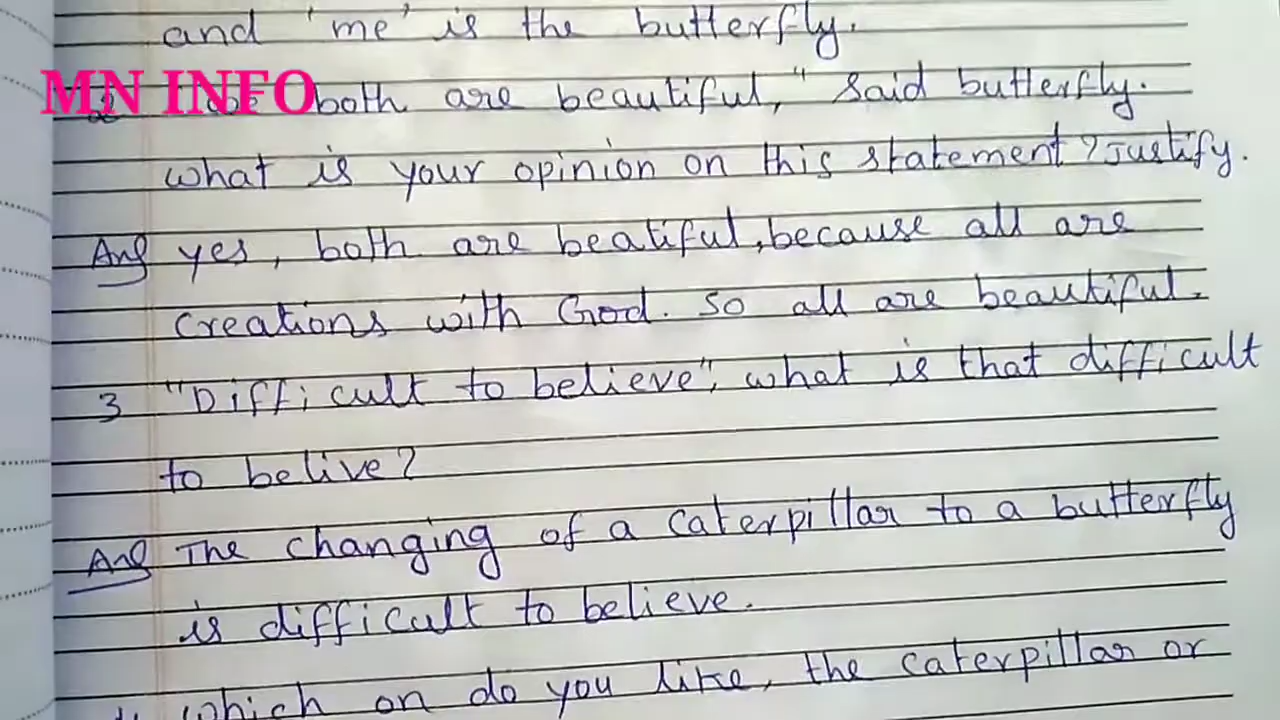 and 'me' is the butterfly.
MN INFO
both are beautiful," said butterfly.
what is your opinion on this statement? Justify.
Ans yes, both are beatiful, because all are
creations with God. So all are beautiful.
3 "Difficult to believe", what is that difficult
to belive?
Ans The changing of a caterpillar to a butterfly
is difficult to believe.
which on do you like, the caterpillar or